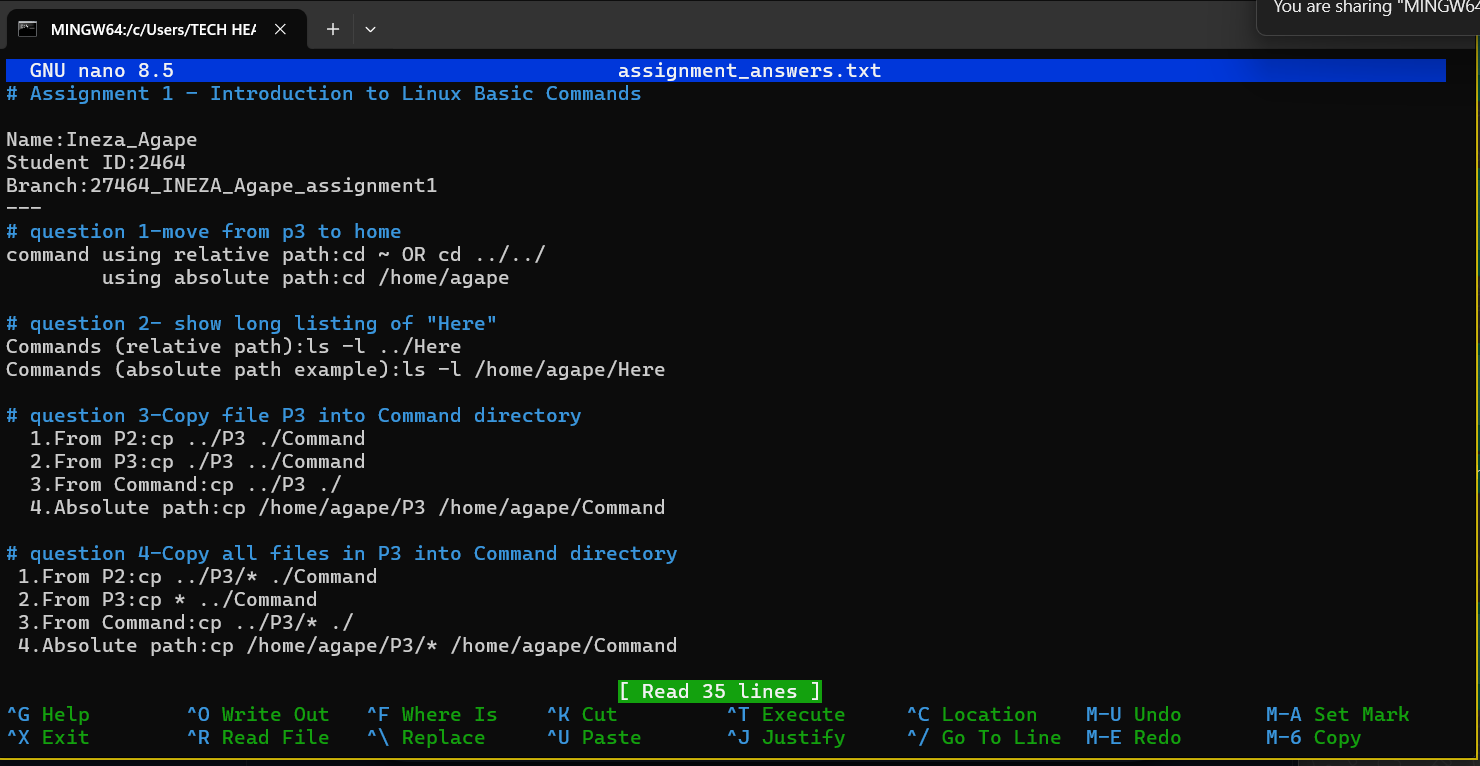 You are sharing "MINGW64
MINGW64:/c/Users/TECH HEA
GNU nano 8.5 assignment_answers.txt
# Assignment 1 - Introduction to Linux Basic Commands
Name:Ineza_Agape
Student ID:2464
Branch:27464_INEZA_Agape_assignment1
---
# question 1-move from p3 to home
command using relative path:cd ~ OR cd ../../
using absolute path:cd /home/agape
# question 2- show long listing of "Here"
Commands (relative path):ls -l ../Here
Commands (absolute path example):ls -l /home/agape/Here
# question 3-Copy file P3 into Command directory
1.From P2:cp ../P3 ./Command
2.From P3:cp ./P3 ../Command
3.From Command:cp ../P3 ./
4.Absolute path:cp /home/agape/P3 /home/agape/Command
# question 4-Copy all files in P3 into Command directory
1.From P2:cp ../P3/* ./Command
2.From P3:cp * ../Command
3.From Command:cp ../P3/* ./
4.Absolute path:cp /home/agape/P3/* /home/agape/Command
[ Read 35 lines ]
^G Help ^O Write Out ^F Where Is ^K Cut ^T Execute ^C Location M-U Undo M-A Set Mark
^X Exit ^R Read File ^\ Replace ^U Paste ^J Justify ^/ Go To Line M-E Redo M-6 Copy